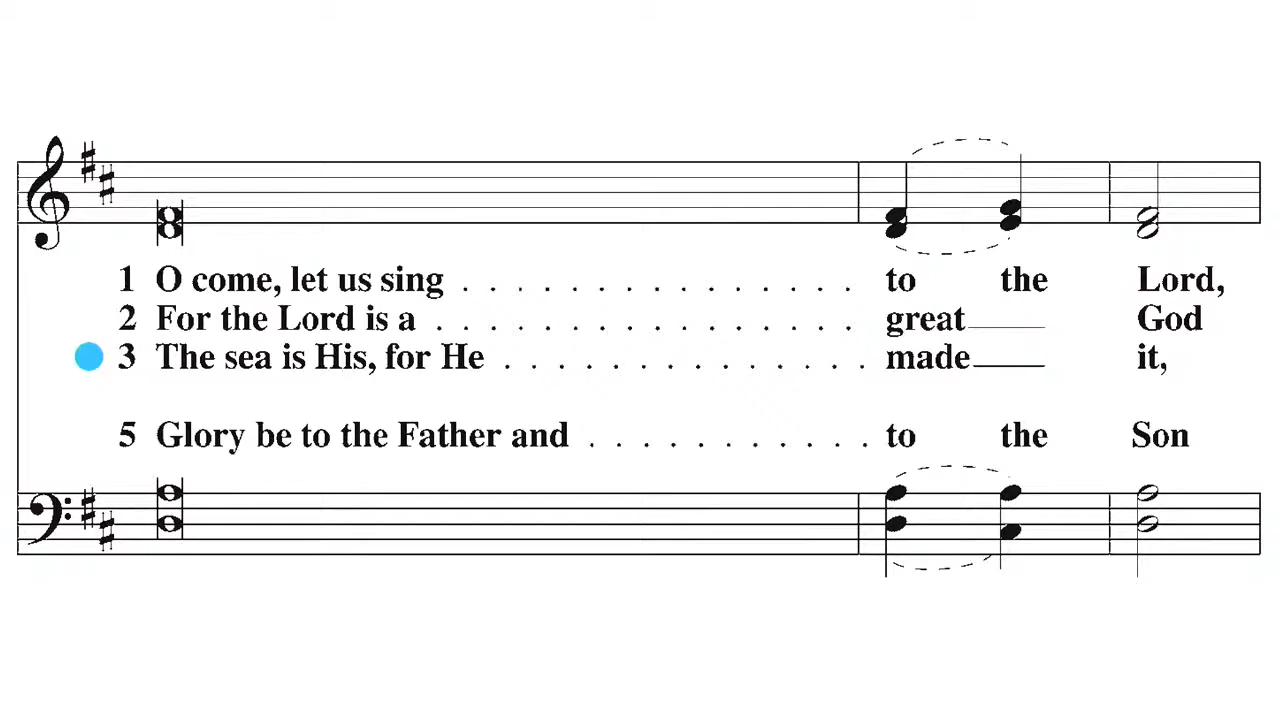 1 O come, let us sing . . . . . . . . . . . . . . . to the Lord,
2 For the Lord is a . . . . . . . . . . . . . . . . great God
3 The sea is His, for He . . . . . . . . . . . . . . made it,
5 Glory be to the Father and . . . . . . . . . . . to the Son